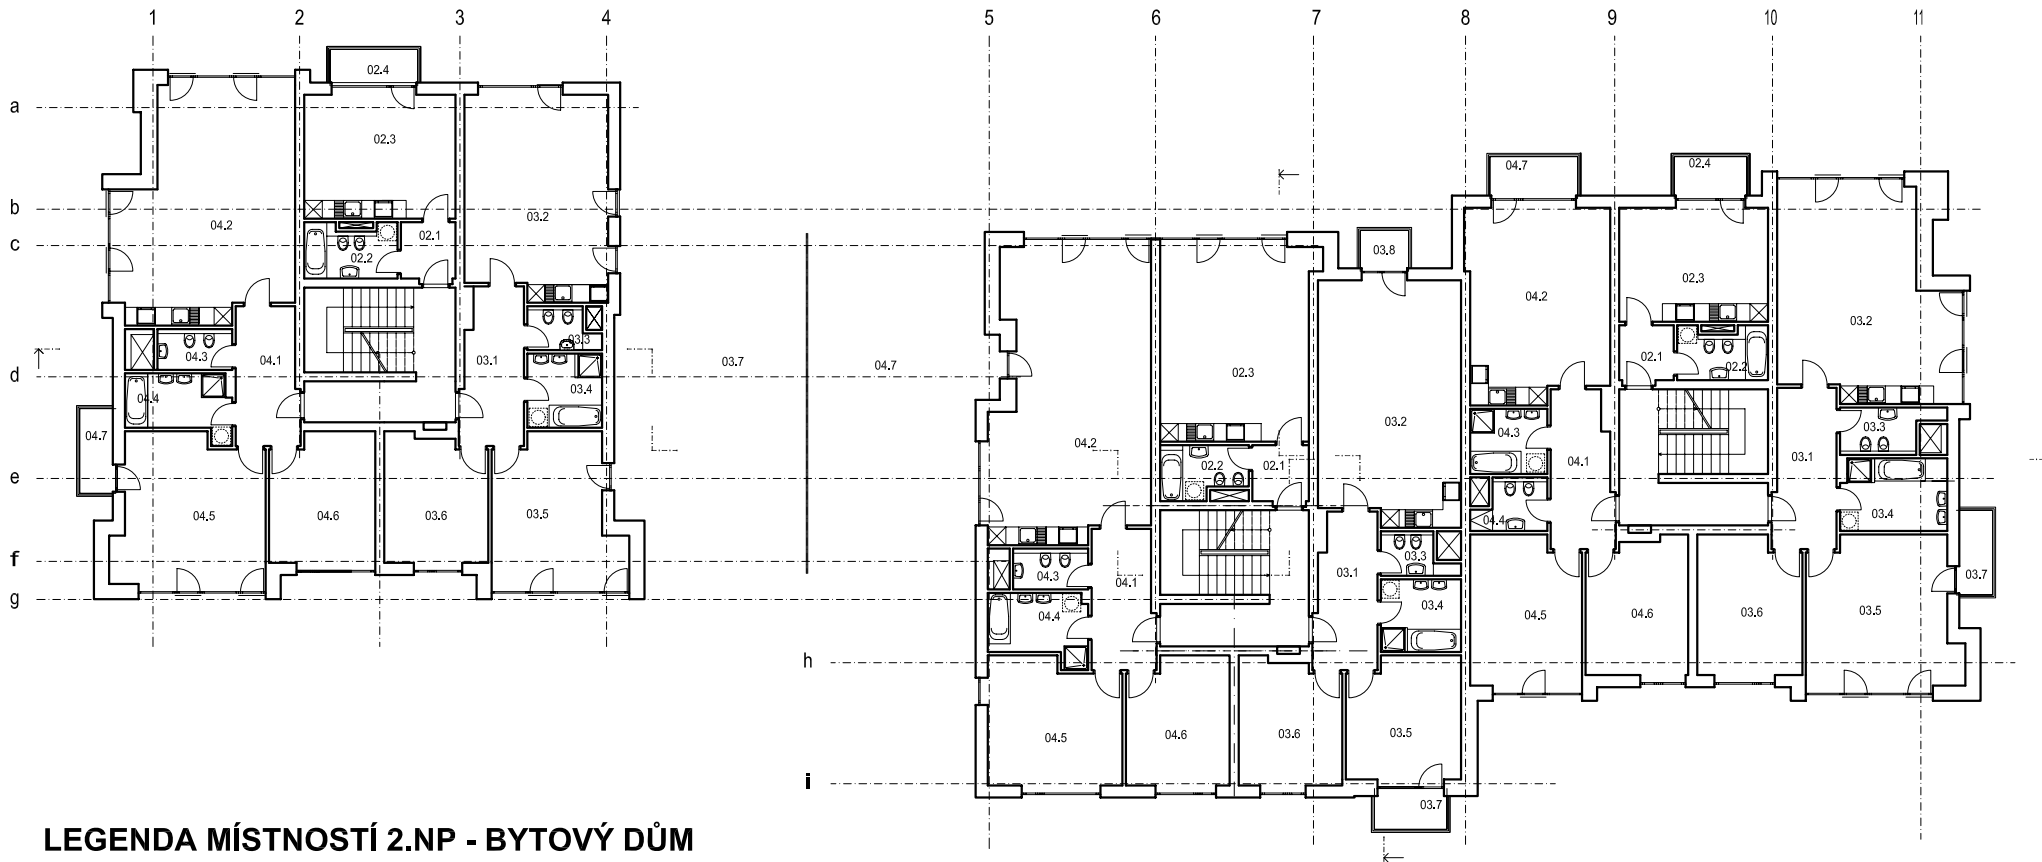 1 2 3 4 5 6 7 8 9 10 11
02.4
a
02.3
04.7 02.4
b
04.2 03.2
02.1
c
02.2
03.8
02.3
04.2
03.2
04.3 04.1 03.1 03.3
03.7 04.7
02.1 02.2
d
02.3
04.4 03.4
03.2
04.7
04.2
04.3 03.3
02.2 02.1
04.1 03.1
e
04.5 04.6 03.6 03.5
04.4 03.4
f
04.3 04.1 03.1 03.3
03.7
g
04.4 03.4
04.5 04.6 03.6 03.5
h
04.5 04.6 03.6 03.5
i
03.7
LEGENDA MÍSTNOSTÍ 2.NP - BYTOVÝ DŮM